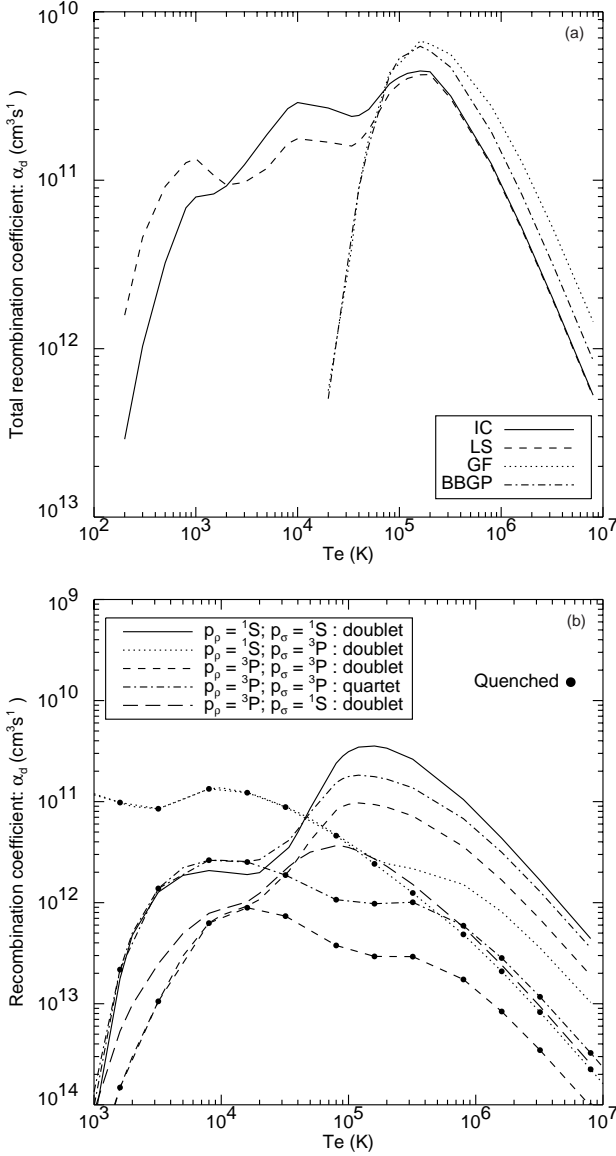 (a)
10^10
10^11
10^12
10^13
Total recombination coefficient: α_d (cm^3s^1)
IC
LS
GF
BBGP
10^2 10^3 10^4 10^5 10^6 10^7
Te (K)
(b)
10^9
10^10
10^11
10^12
10^13
10^14
Recombination coefficient: α_d (cm^3s^1)
p_ρ = ^1S; p_σ = ^1S : doublet
p_ρ = ^1S; p_σ = ^3P : doublet
p_ρ = ^3P; p_σ = ^3P : doublet
p_ρ = ^3P; p_σ = ^3P : quartet
p_ρ = ^3P; p_σ = ^1S : doublet
Quenched
10^3 10^4 10^5 10^6 10^7
Te (K)